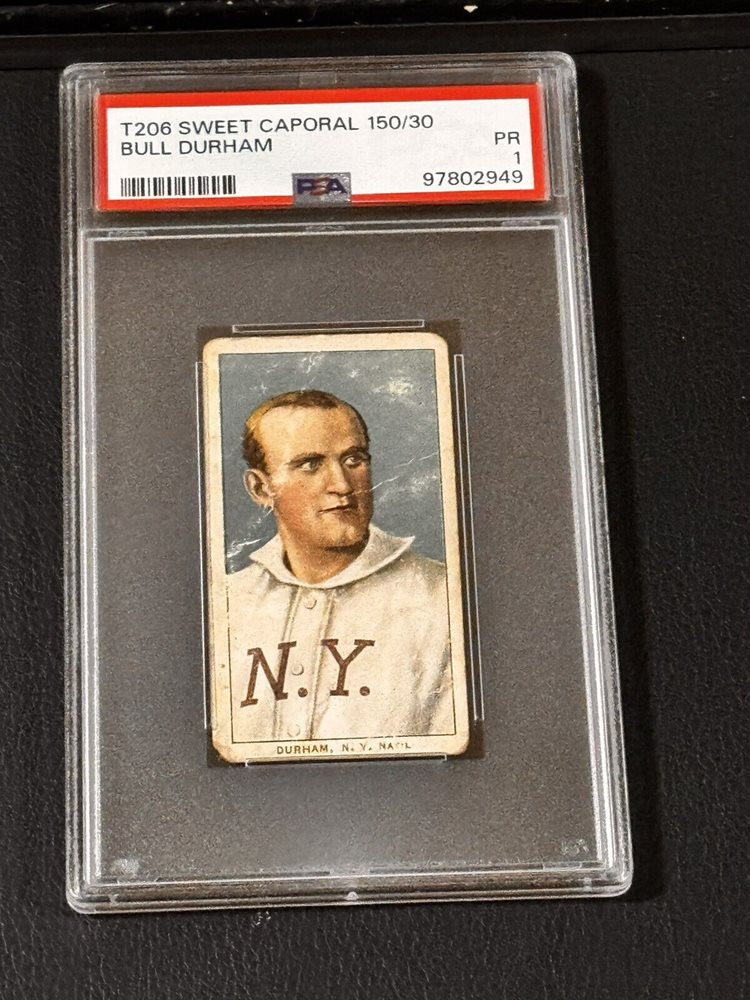 T206 SWEET CAPORAL 150/30
BULL DURHAM
PR
1
PSA
97802949
N.Y.
DURHAM, N. Y. NAT'L